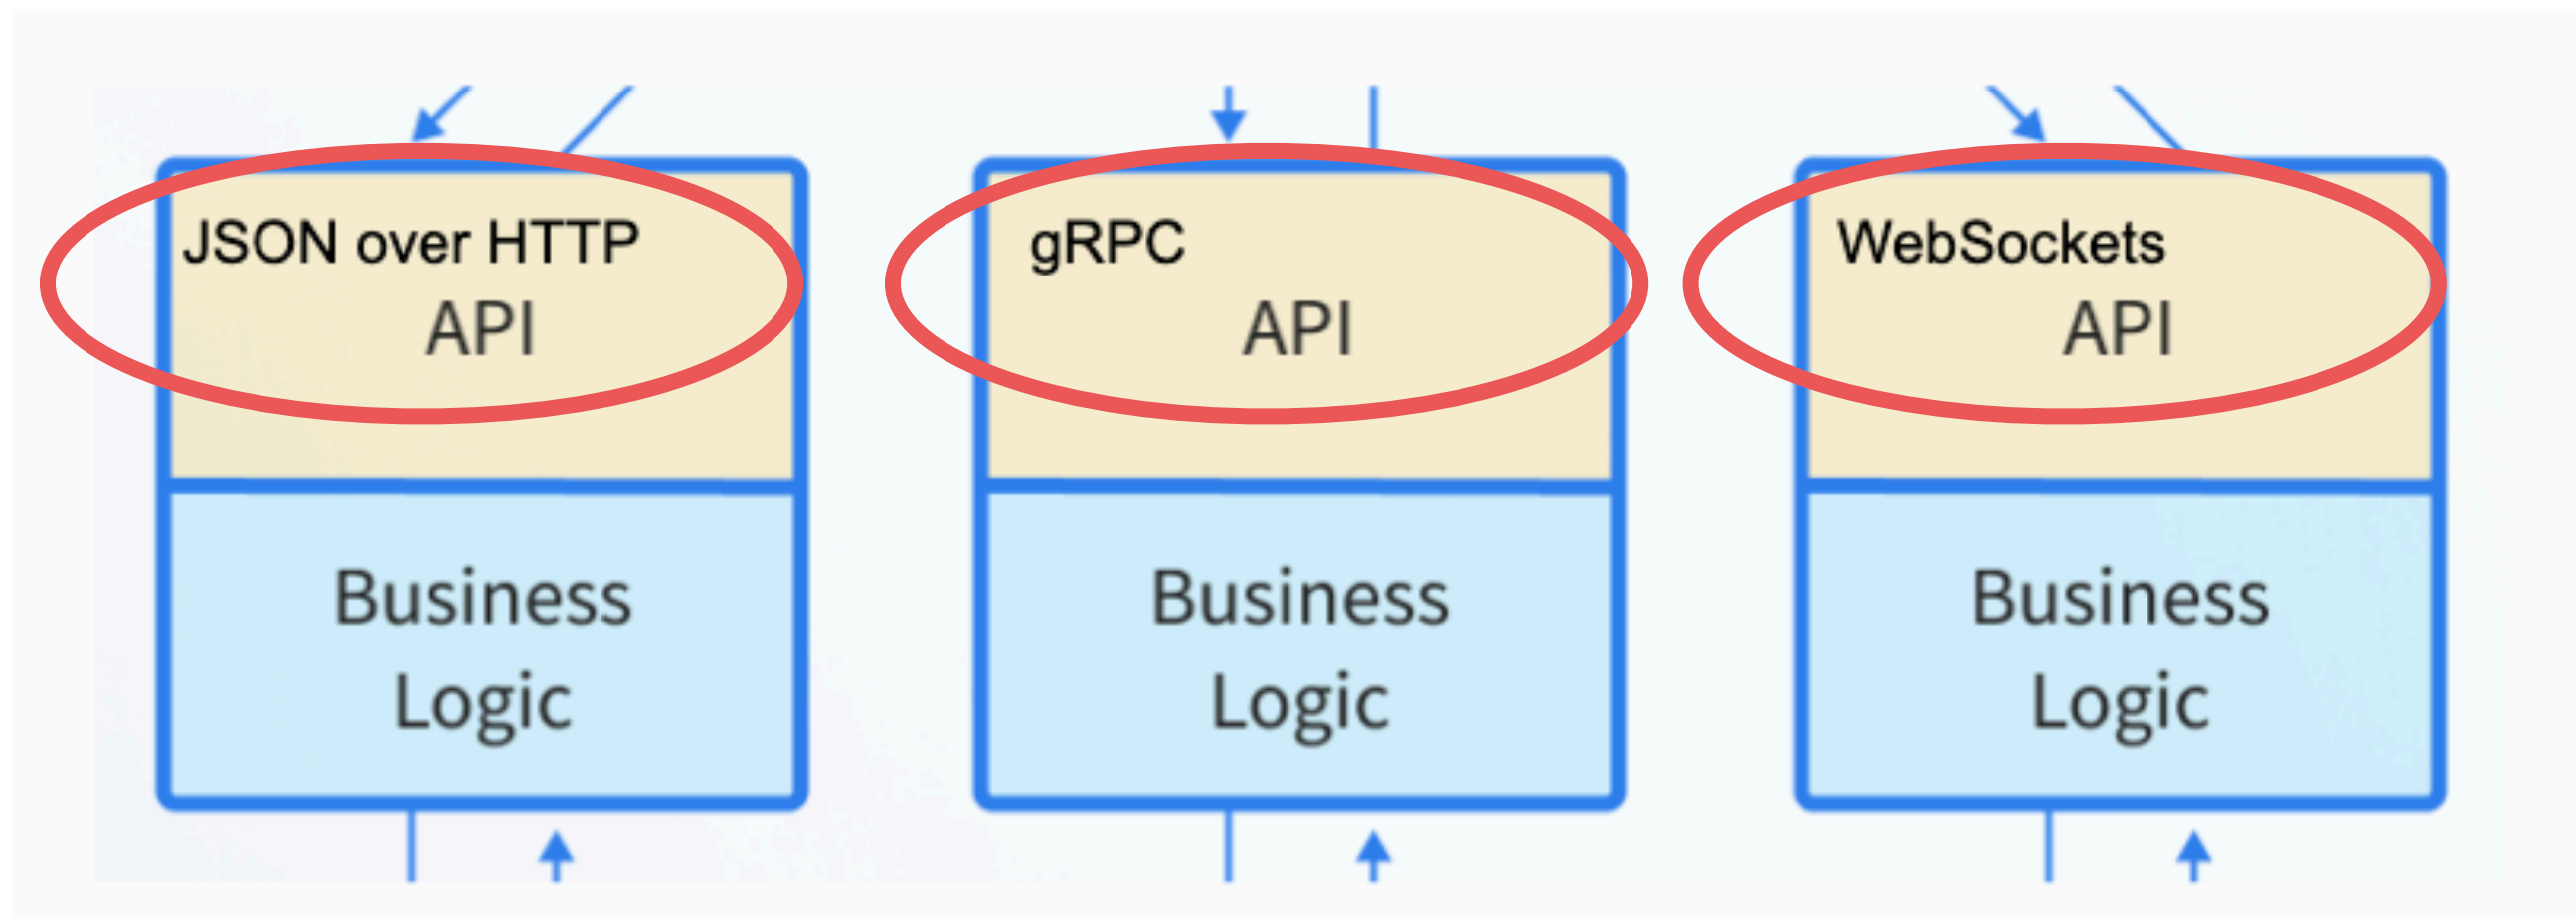 JSON over HTTP
API
Business
Logic
gRPC
API
Business
Logic
WebSockets
API
Business
Logic